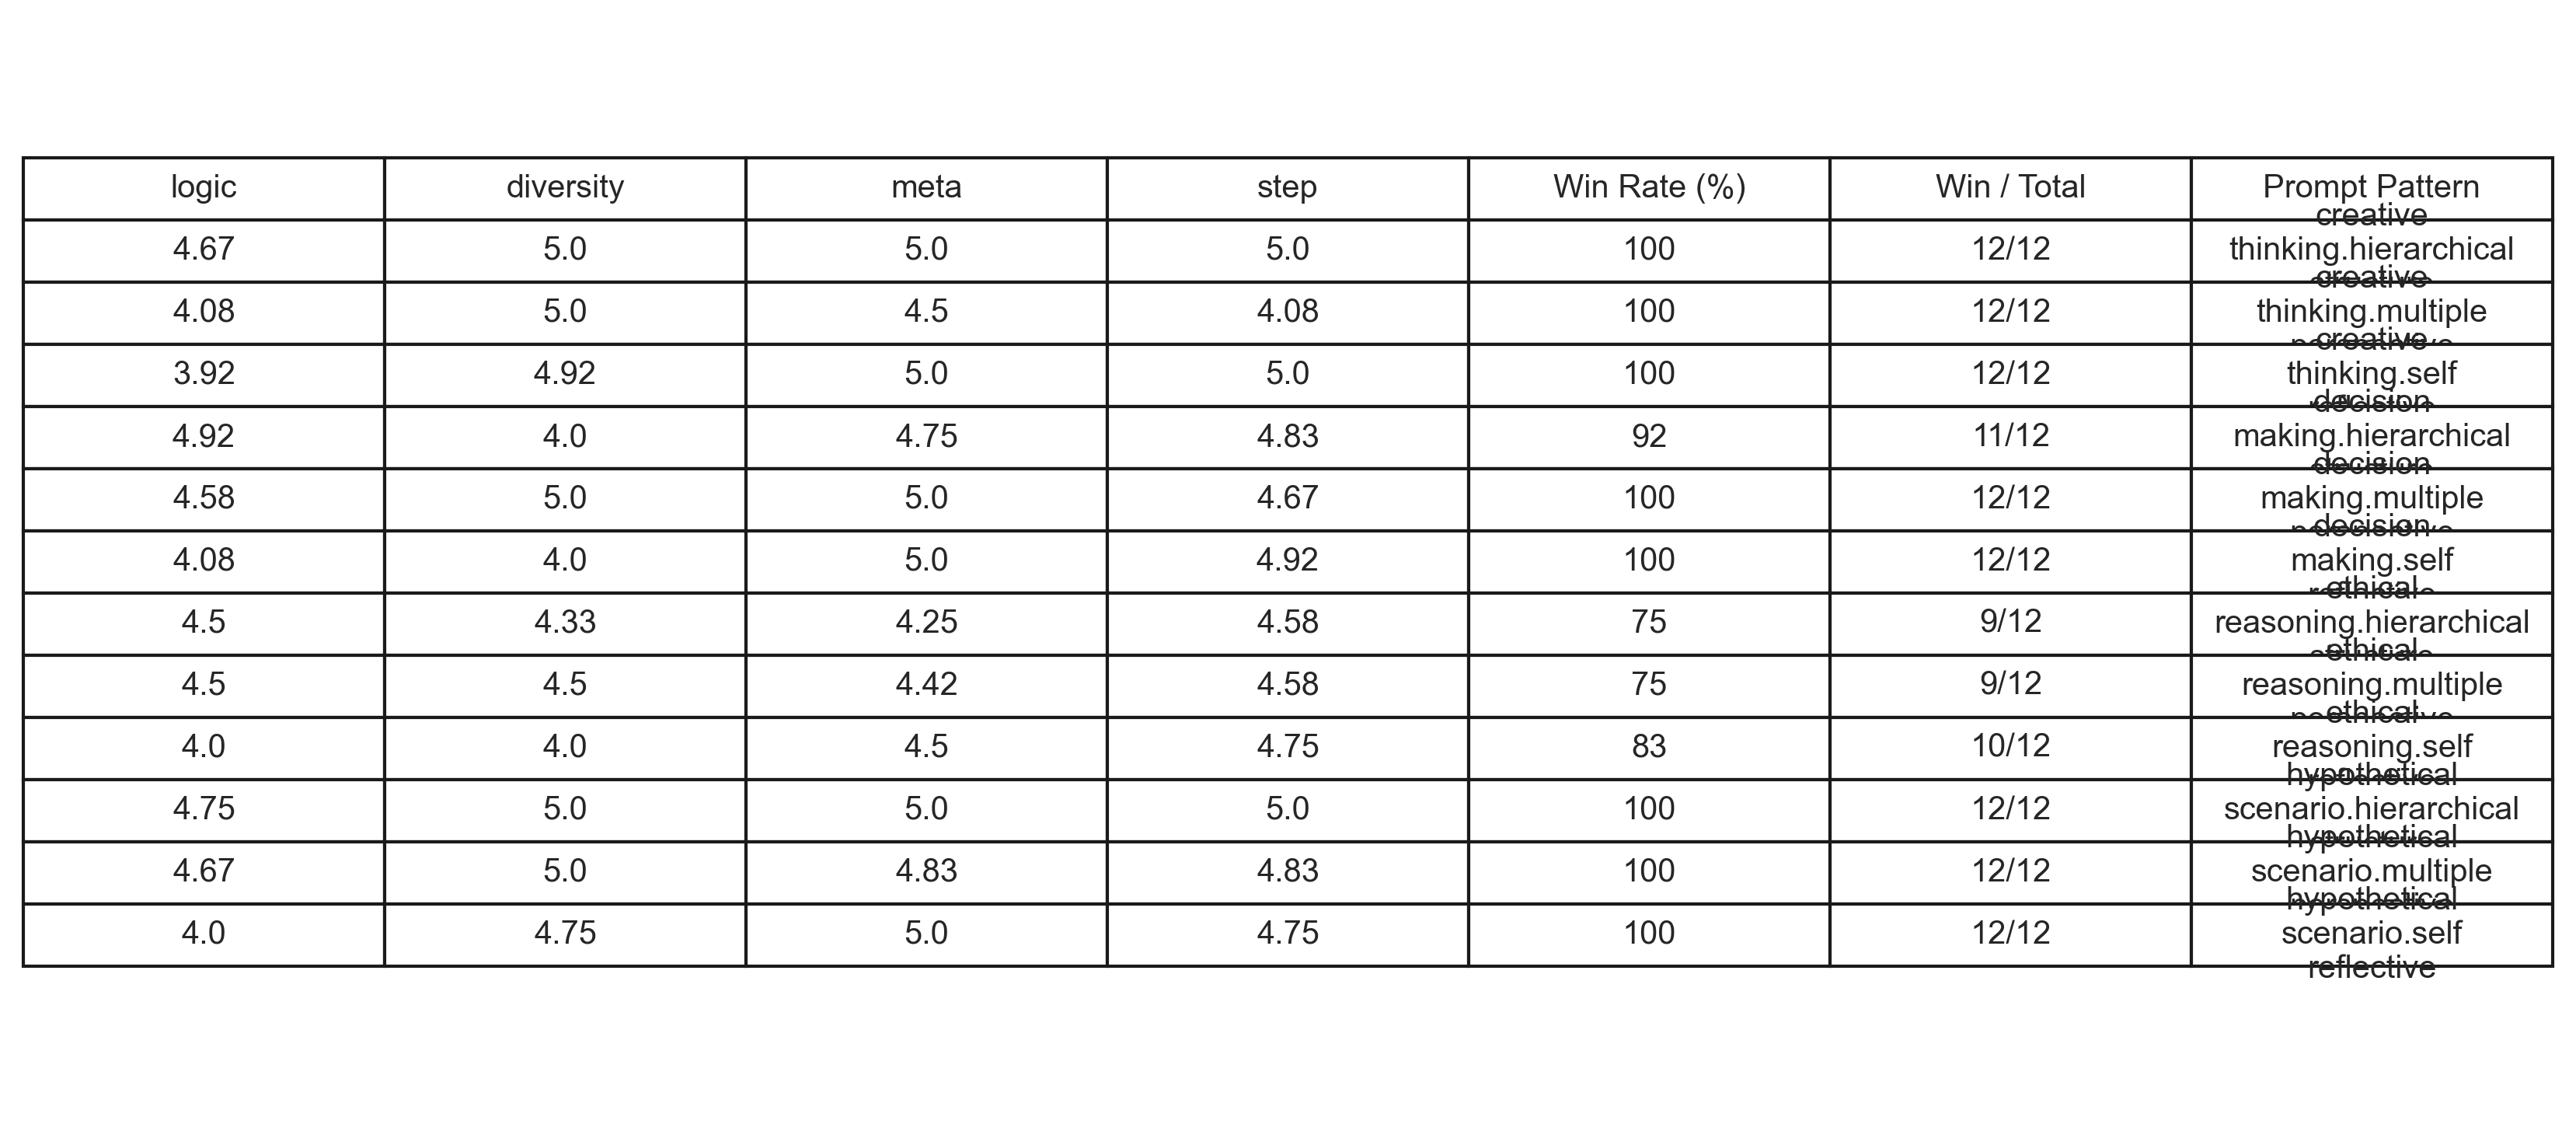 logic diversity meta step Win Rate (%) Win / Total Prompt Pattern
creative
4.67 5.0 5.0 5.0 100 12/12 thinking.hierarchical
creative
4.08 5.0 4.5 4.08 100 12/12 thinking.multiple
creative
3.92 4.92 5.0 5.0 100 12/12 thinking.self
decision
4.92 4.0 4.75 4.83 92 11/12 making.hierarchical
decision
4.58 5.0 5.0 4.67 100 12/12 making.multiple
decision
4.08 4.0 5.0 4.92 100 12/12 making.self
ethical
4.5 4.33 4.25 4.58 75 9/12 reasoning.hierarchical
ethical
4.5 4.5 4.42 4.58 75 9/12 reasoning.multiple
ethical
4.0 4.0 4.5 4.75 83 10/12 reasoning.self
hypothetical
4.75 5.0 5.0 5.0 100 12/12 scenario.hierarchical
hypothetical
4.67 5.0 4.83 4.83 100 12/12 scenario.multiple
hypothetical
4.0 4.75 5.0 4.75 100 12/12 scenario.self
reflective